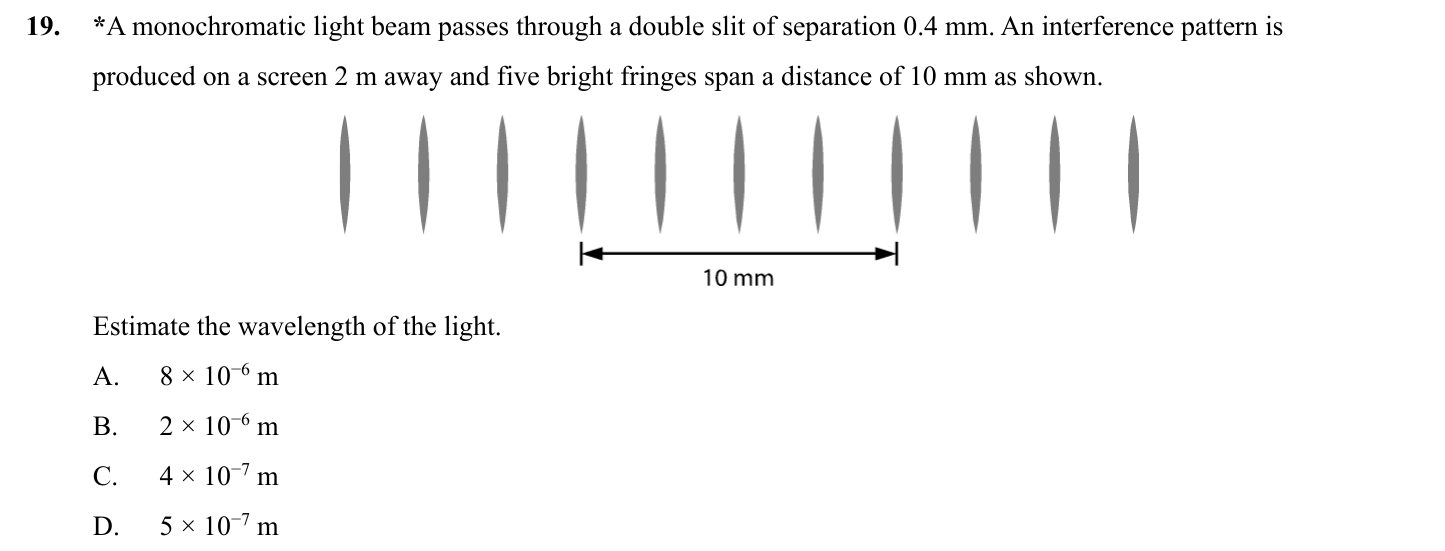 19. *A monochromatic light beam passes through a double slit of separation 0.4 mm. An interference pattern is
produced on a screen 2 m away and five bright fringes span a distance of 10 mm as shown.
10 mm
Estimate the wavelength of the light.
A. 8 × 10⁻⁶ m
B. 2 × 10⁻⁶ m
C. 4 × 10⁻⁷ m
D. 5 × 10⁻⁷ m